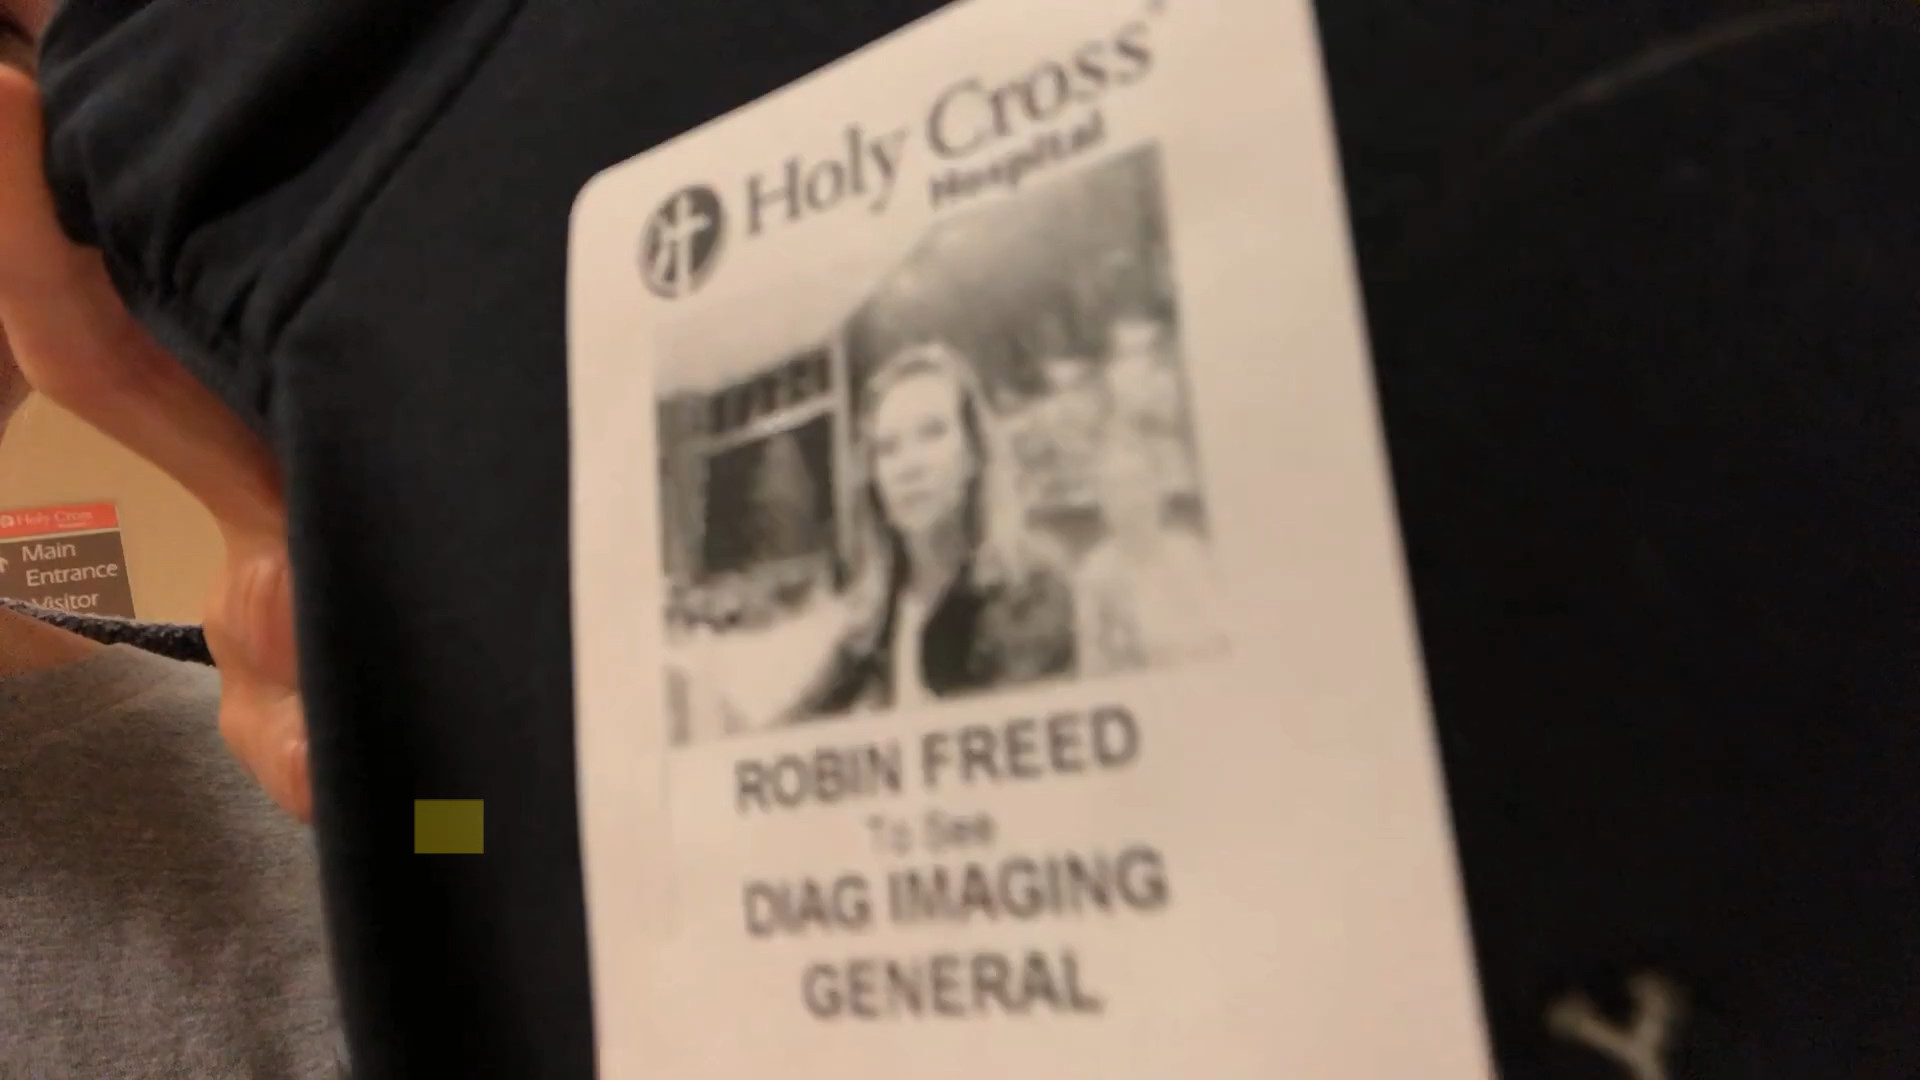 Holy Cross
Hospital
ROBIN FREED
To See
DIAG IMAGING
GENERAL
Holy Cross
Main
Entrance
Visitor
Y